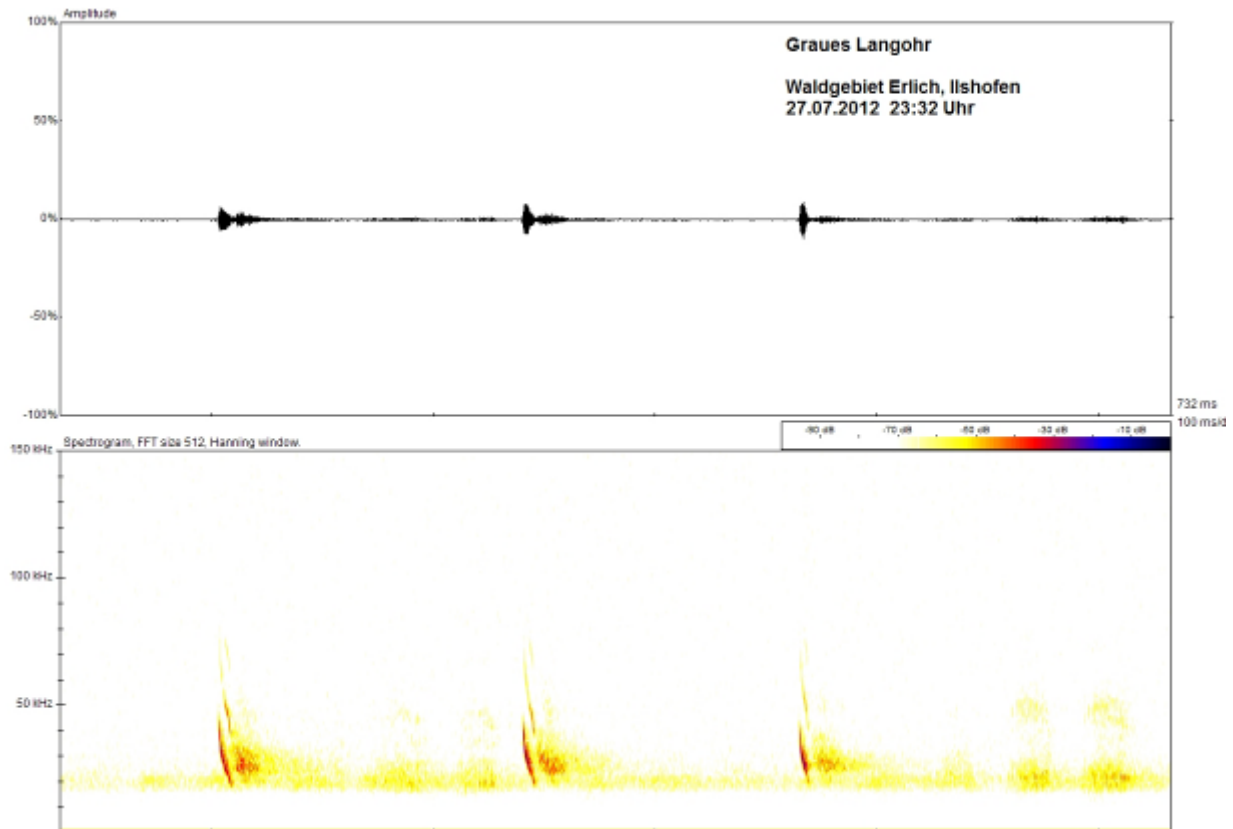 Amplitude
100%
Graues Langohr
Waldgebiet Erlich, Ilshofen
27.07.2012 23:32 Uhr
50%
0%
-50%
-100%
732 ms
100 ms/d
Spectrogram, FFT size 512, Hanning window.
-90 dB -70 dB -50 dB -30 dB -10 dB
150 kHz
100 kHz
50 kHz